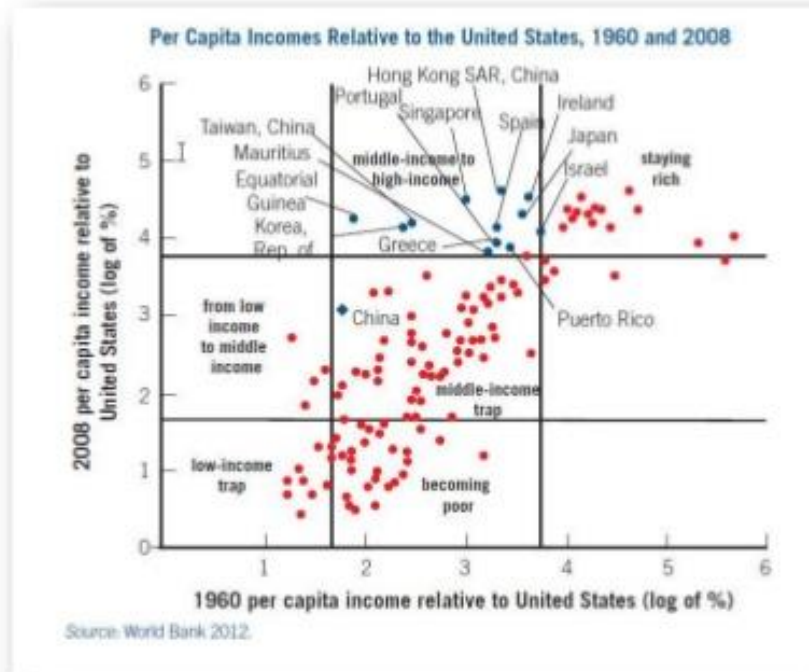 Per Capita Incomes Relative to the United States, 1960 and 2008
6
Hong Kong SAR, China
Portugal
Singapore
Spain
Ireland
Taiwan, China
Japan
Mauritius
middle-income to
high-income
Israel
staying
rich
Equatorial
Guinea
Korea,
Rep. of
Greece
5
4
from low
income
to middle
income
China
Puerto Rico
3
middle-income
trap
2
low-income
trap
becoming
poor
1
0
2008 per capita income relative to
United States (log of %)
1
2
3
4
5
6
1960 per capita income relative to United States (log of %)
Source: World Bank 2012.